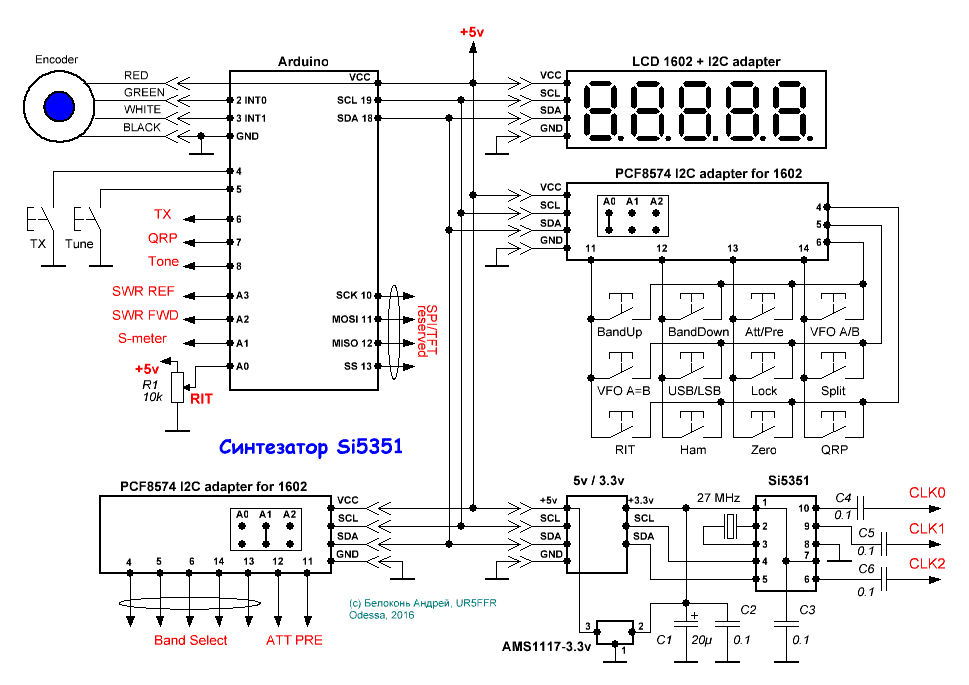 +5v
Encoder
Arduino
LCD 1602 + I2C adapter
RED
GREEN
WHITE
BLACK
VCC
2 INT0
SCL 19
3 INT1
SDA 18
GND
VCC
SCL
SDA
GND
4
5
6
7
8
A3
A2
A1
A0
TX
Tune
TX
QRP
Tone
SWR REF
SWR FWD
S-meter
+5v
R1
10k
RIT
SCK 10
MOSI 11
MISO 12
SS 13
SPI/TFT
reserved
PCF8574 I2C adapter for 1602
VCC
SCL
SDA
GND
A0 A1 A2
4
5
6
11 12 13 14
BandUp BandDown Att/Pre VFO A/B
VFO A=B USB/LSB Lock Split
RIT Ham Zero QRP
Синтезатор Si5351
PCF8574 I2C adapter for 1602
A0 A1 A2
VCC
SCL
SDA
GND
4 5 6 14 13 12 11
Band Select ATT PRE
(c) Белоконь Андрей, UR5FFR
Odessa, 2016
5v / 3.3v
+5v
SCL
SDA
GND
+3.3v
SCL
SDA
27 MHz
Si5351
1
2
3
4
5
10
9
8
7
6
C4
0.1
CLK0
C5
0.1
CLK1
C6
0.1
CLK2
3 2
1
AMS1117-3.3v
+
C1 20µ
C2
0.1
C3
0.1